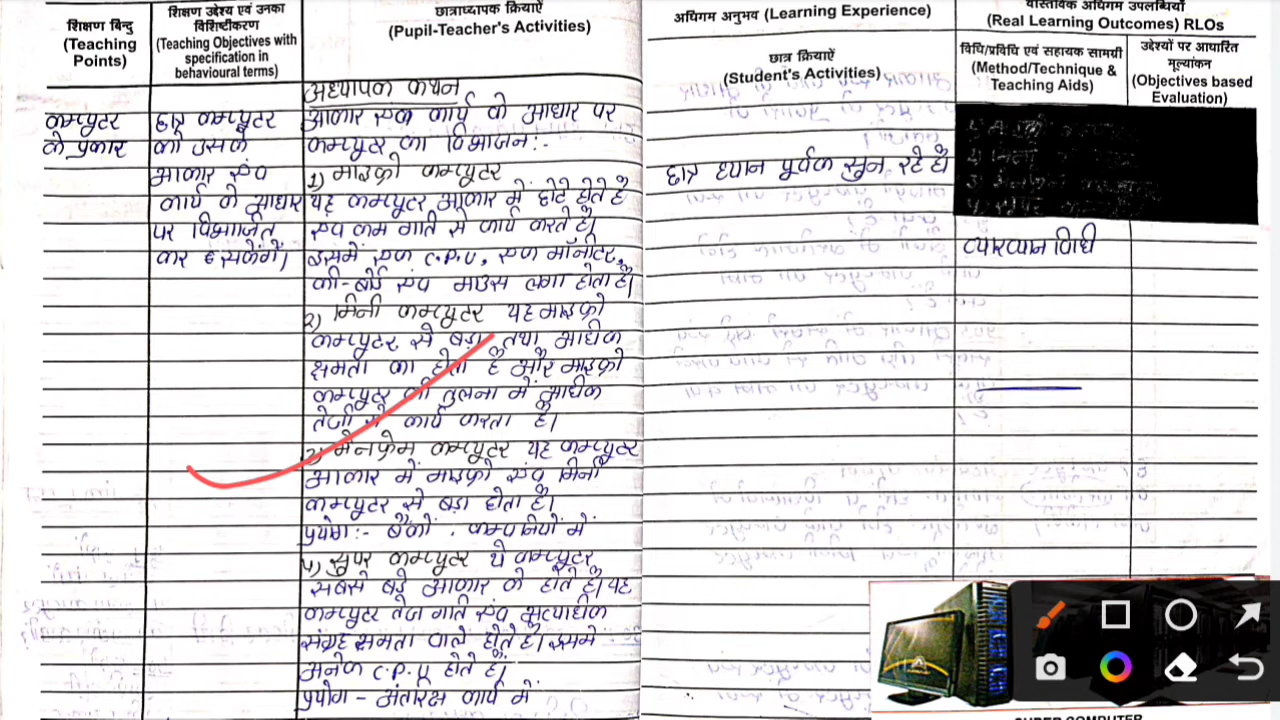 शिक्षण बिन्दु
(Teaching
Points)
शिक्षण उद्देश्य एवं उनका
विशिष्टीकरण
(Teaching Objectives with
specification in
behavioural terms)
छात्राध्यापक क्रियाऐं
(Pupil-Teacher's Activities)
अधिगम अनुभव (Learning Experience)
छात्र क्रियाऐं
(Student's Activities)
वास्तविक अधिगम उपलब्धियाँ
(Real Learning Outcomes) RLOs
विधि/प्रविधि एवं सहायक सामग्री
(Method/Technique &
Teaching Aids)
उद्देश्यों पर आधारित
मूल्यांकन
(Objectives based
Evaluation)
कम्प्यूटर
के प्रकार
छात्र कम्प्यूटर
को उसके
आकार एंव
कार्य के आधार
पर विभाजित
कर सकेंगे।
अध्यापक कथन
आकार एंव कार्य के आधार पर
कम्प्यूटर का विभाजन:-
1) माइक्रो कम्प्यूटर
यह कम्प्यूटर आकार में छोटे होते है
एंव कम गति से कार्य करते है।
इसमें एक C.P.U, एक मॉनीटर,
की-बोर्ड एंव माउस लगा होता है।
2) मिनी कम्प्यूटर यह माइक्रो
कम्प्यूटर से बड़ा तथा अधिक
क्षमता का होता है और माइक्रो
कम्प्यूटर की तुलना में अधिक
तेजी से कार्य करता है।
3) मेनफ्रेम कम्प्यूटर यह कम्प्यूटर
आकार में माइक्रो एंव मिनी
कम्प्यूटर से बड़ा होता है।
प्रयोग:- बैंकों, कम्पनियों में
4) सुपर कम्प्यूटर ये कम्प्यूटर
सबसे बड़े आकार के होते है। यह
कम्प्यूटर तेज गति एंव अत्याधिक
संग्रह क्षमता वाले होते है। इसमे
अनेक C.P.U होते है।
प्रयोग - अंतरिक्ष कार्य में
छात्र ध्यान पूर्वक सुन रहे है
व्याख्यान विधि
SUPER COMPUTER